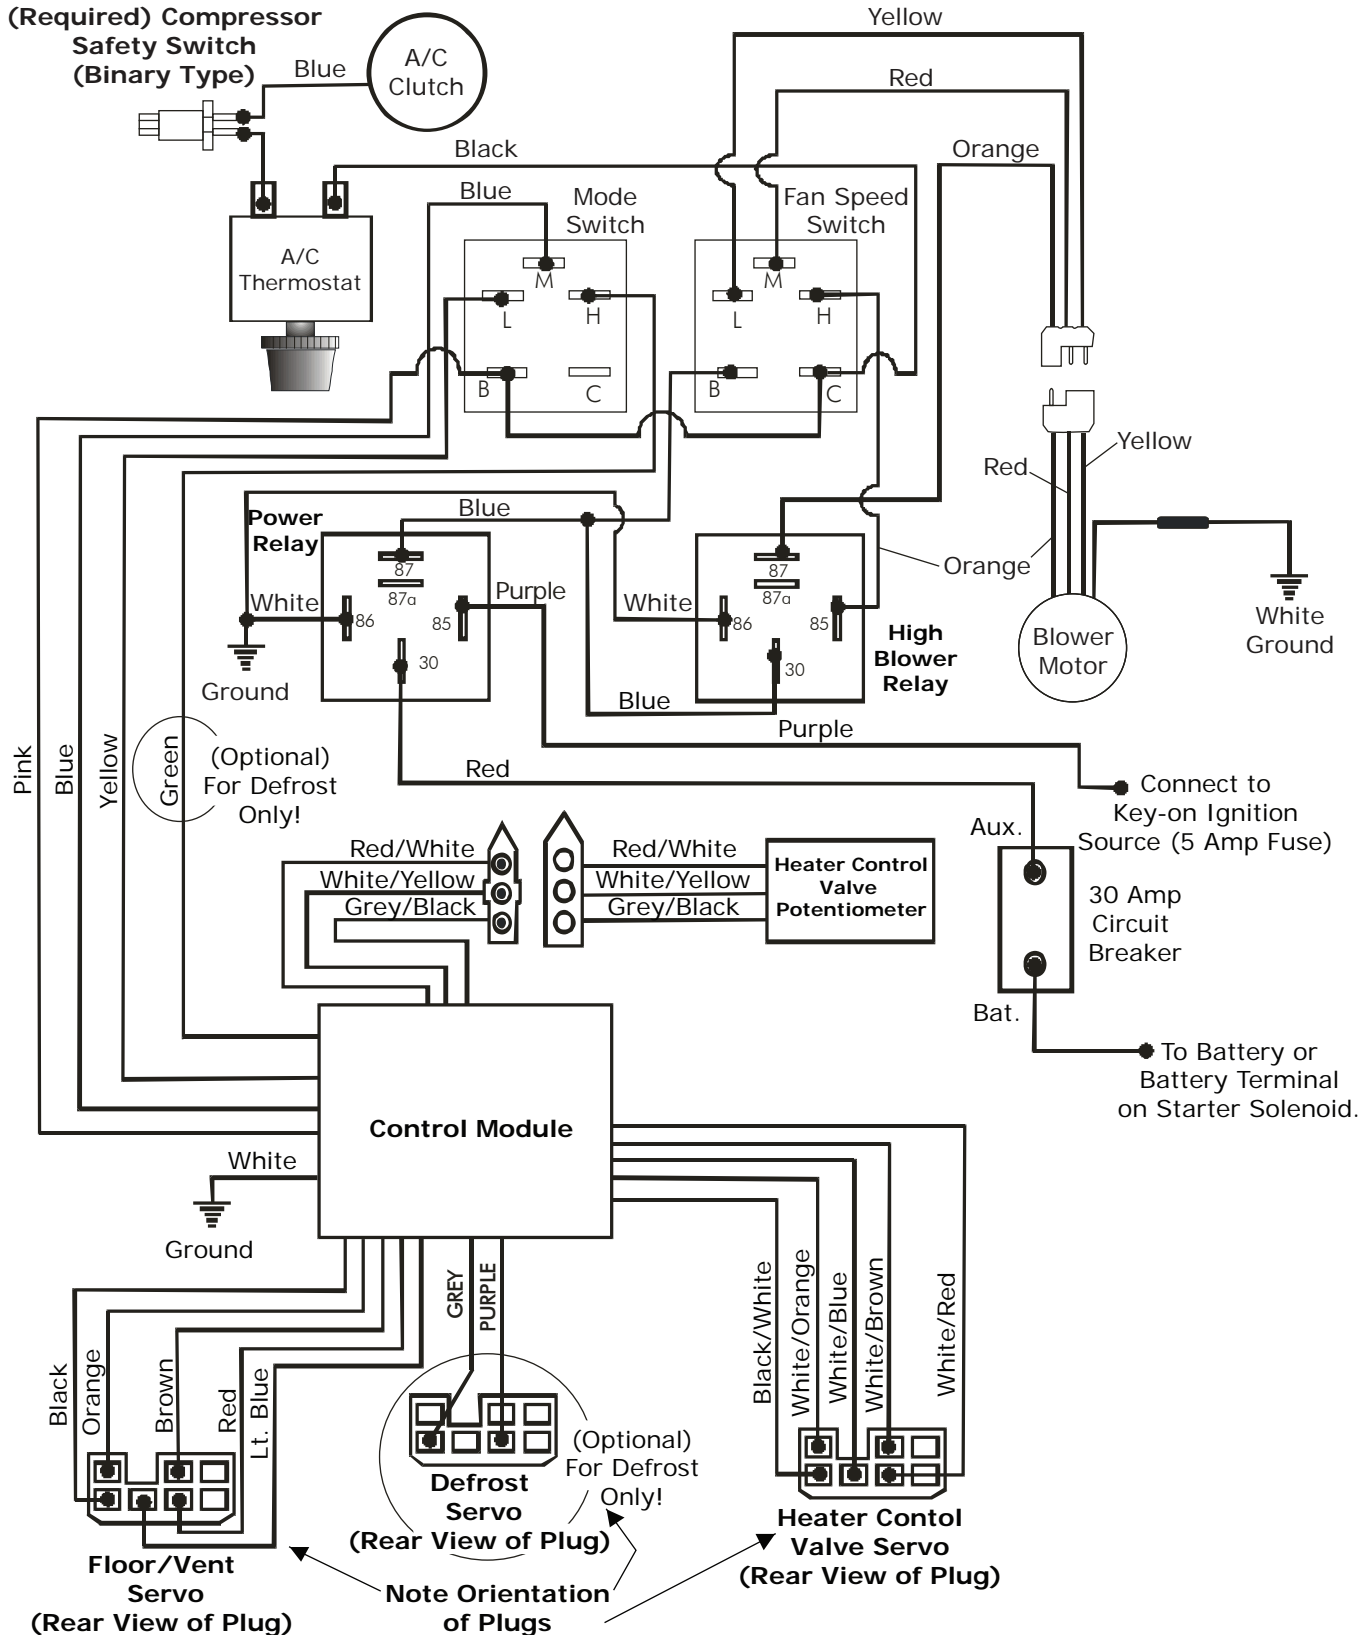 (Required) Compressor
Safety Switch
(Binary Type)
Blue
A/C
Clutch
Yellow
Red
Orange
Black
Blue
Mode
Switch
Fan Speed
Switch
A/C
Thermostat
M
L
H
B
C
M
L
H
B
C
Yellow
Red
Orange
Blue
Power
Relay
87
87a
86
85
30
White
Purple
Ground
White
87
87a
86
85
30
High
Blower
Relay
Blue
Blower
Motor
White
Ground
Purple
Pink
Blue
Yellow
Green
(Optional)
For Defrost
Only!
Red
Connect to
Key-on Ignition
Source (5 Amp Fuse)
Aux.
30 Amp
Circuit
Breaker
Bat.
To Battery or
Battery Terminal
on Starter Solenoid.
Red/White
White/Yellow
Grey/Black
Red/White
White/Yellow
Grey/Black
Heater Control
Valve
Potentiometer
Control Module
White
Ground
Black
Orange
Brown
Red
Lt. Blue
GREY
PURPLE
Black/White
White/Orange
White/Blue
White/Brown
White/Red
(Optional)
For Defrost
Only!
Defrost
Servo
(Rear View of Plug)
Floor/Vent
Servo
(Rear View of Plug)
Heater Contol
Valve Servo
(Rear View of Plug)
Note Orientation
of Plugs